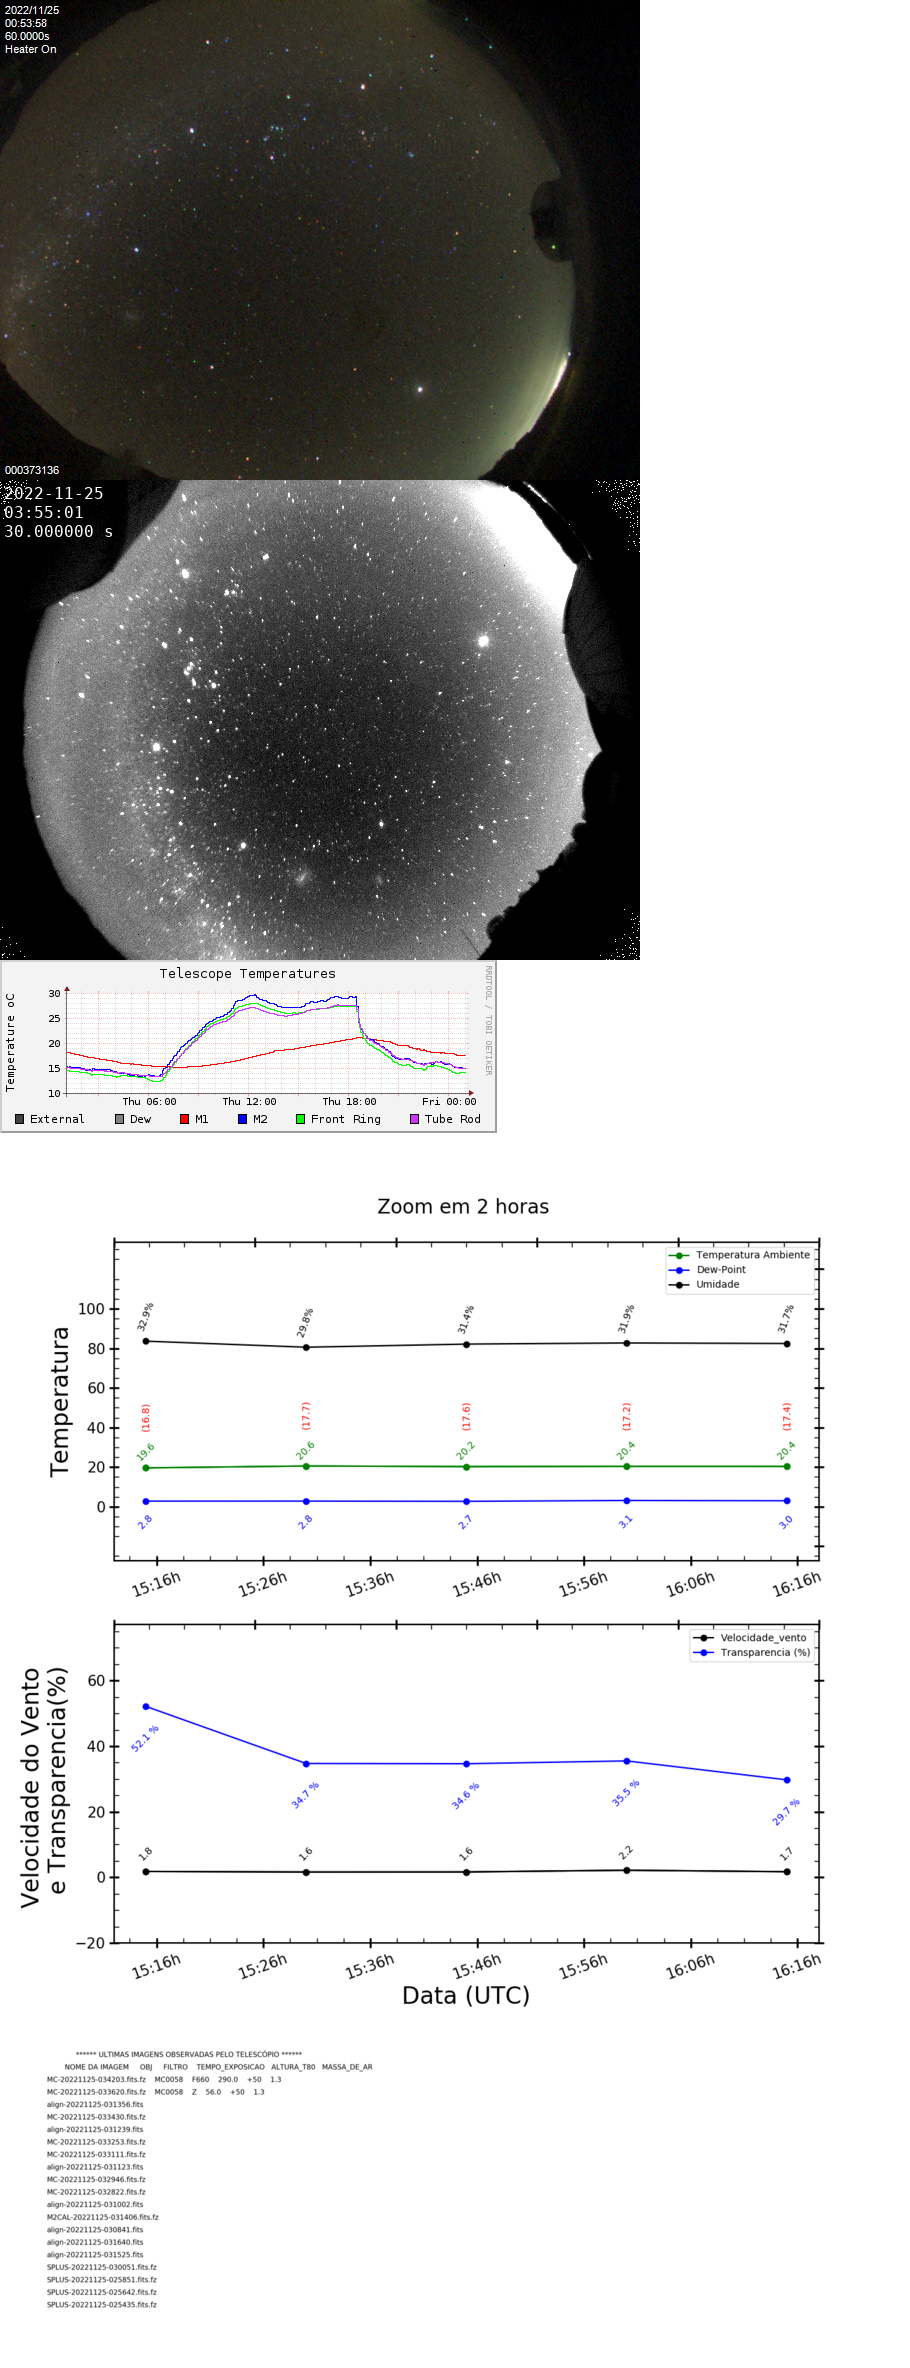 2022/11/25
00:53:58
60.0000s
Heater On
000373136
2022-11-25
03:55:01
30.000000 s
Telescope Temperatures
RRDTOOL / TOBI OETIKER
Temperature oC
30
25
20
15
10
Thu 06:00 Thu 12:00 Thu 18:00 Fri 00:00
External Dew M1 M2 Front Ring Tube Rod
Zoom em 2 horas
Temperatura Ambiente
Dew-Point
Umidade
Temperatura
100
80
60
40
20
0
32.9% 29.8% 31.4% 31.9% 31.7%
(16.8) (17.7) (17.6) (17.2) (17.4)
19.6 20.6 20.2 20.4 20.4
2.8 2.8 2.7 3.1 3.0
15:16h 15:26h 15:36h 15:46h 15:56h 16:06h 16:16h
Velocidade_vento
Transparencia (%)
Velocidade do Vento
e Transparencia(%)
60
40
20
0
−20
52.1 % 34.7 % 34.6 % 35.5 % 29.7 %
1.8 1.6 1.6 2.2 1.7
15:16h 15:26h 15:36h 15:46h 15:56h 16:06h 16:16h
Data (UTC)
****** ULTIMAS IMAGENS OBSERVADAS PELO TELESCÓPIO ******
NOME DA IMAGEM OBJ FILTRO TEMPO_EXPOSICAO ALTURA_T80 MASSA_DE_AR
MC-20221125-034203.fits.fz MC0058 F660 290.0 +50 1.3
MC-20221125-033620.fits.fz MC0058 Z 56.0 +50 1.3
align-20221125-031356.fits
MC-20221125-033430.fits.fz
align-20221125-031239.fits
MC-20221125-033253.fits.fz
MC-20221125-033111.fits.fz
align-20221125-031123.fits
MC-20221125-032946.fits.fz
MC-20221125-032822.fits.fz
align-20221125-031002.fits
M2CAL-20221125-031406.fits.fz
align-20221125-030841.fits
align-20221125-031640.fits
align-20221125-031525.fits
SPLUS-20221125-030051.fits.fz
SPLUS-20221125-025851.fits.fz
SPLUS-20221125-025642.fits.fz
SPLUS-20221125-025435.fits.fz